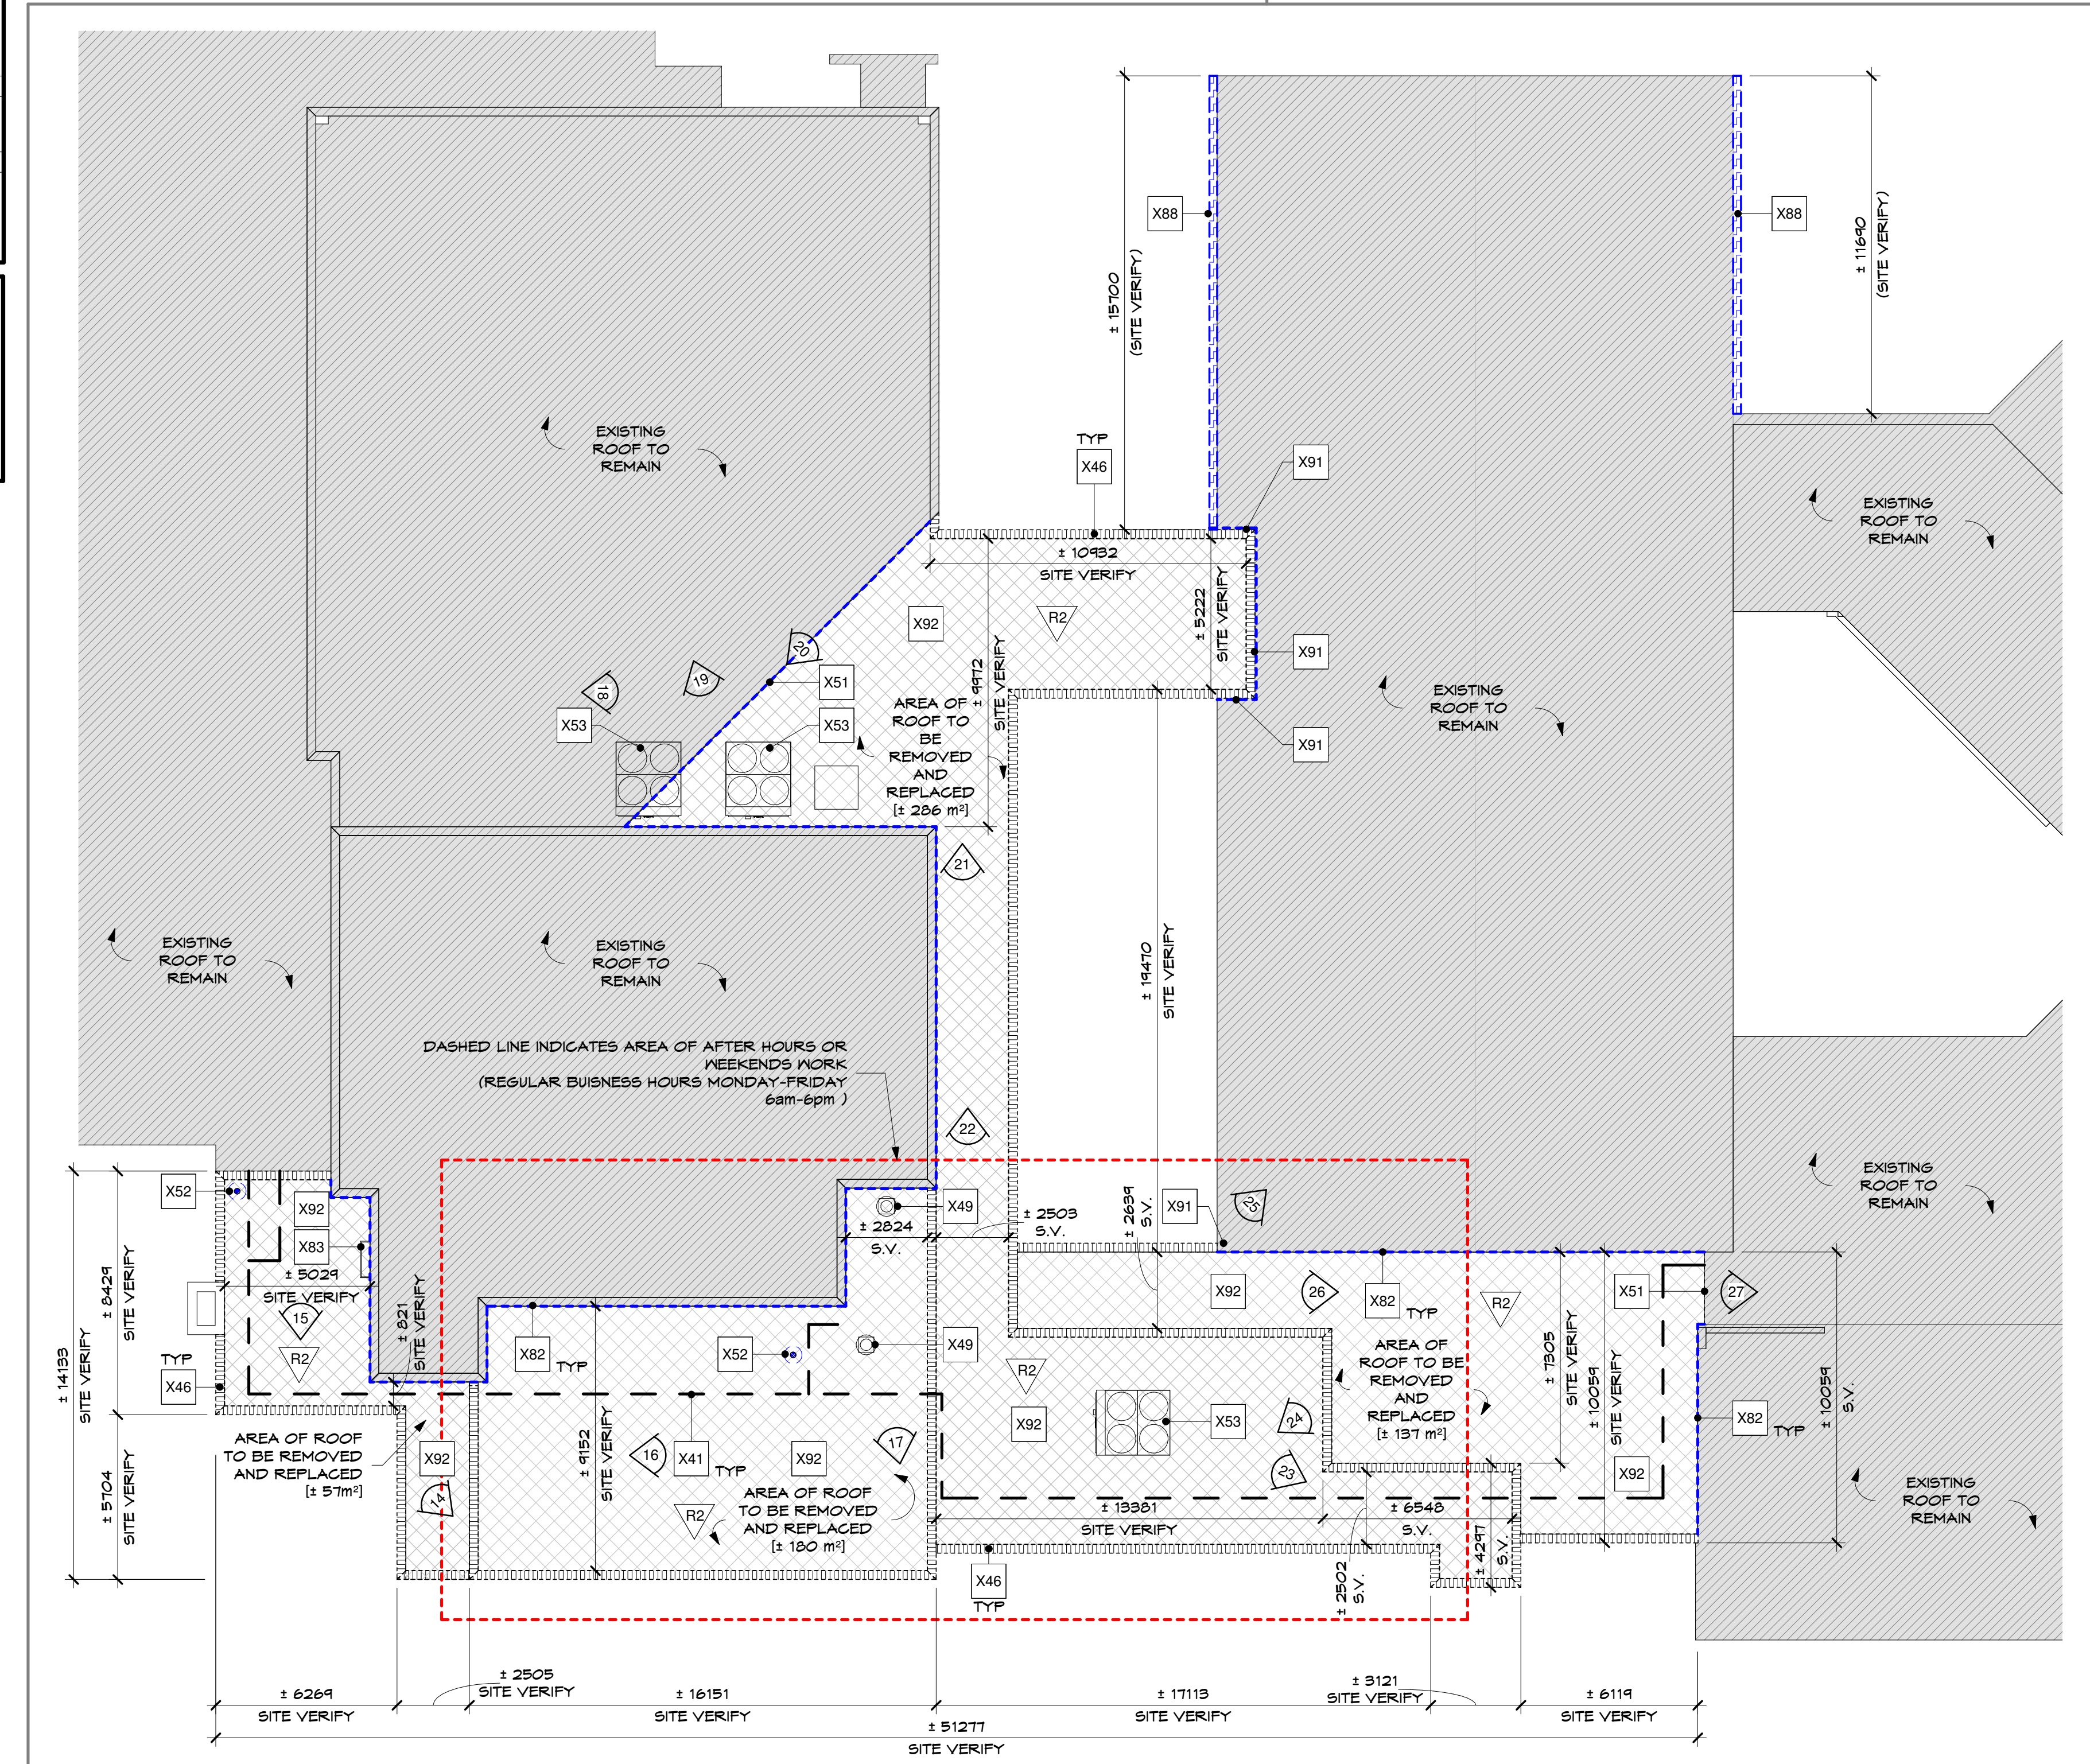 X88
X88
± 15700
(SITE VERIFY)
± 11690
(SITE VERIFY)
EXISTING
ROOF TO
REMAIN
TYP
X46
X91
EXISTING
ROOF TO
REMAIN
± 10932
SITE VERIFY
± 5222
SITE VERIFY
X92
R2
X91
20
19
18
X51
X53
X53
± 9972
SITE VERIFY
AREA OF
ROOF TO
BE
REMOVED
AND
REPLACED
[± 286 m²]
X91
EXISTING
ROOF TO
REMAIN
21
EXISTING
ROOF TO
REMAIN
EXISTING
ROOF TO
REMAIN
± 19470
SITE VERIFY
DASHED LINE INDICATES AREA OF AFTER HOURS OR
WEEKENDS WORK
(REGULAR BUISNESS HOURS MONDAY-FRIDAY
6am-6pm )
22
EXISTING
ROOF TO
REMAIN
X52
X92
X83
± 5029
SITE VERIFY
15
R2
TYP
X46
± 8429
SITE VERIFY
± 14133
SITE VERIFY
± 5704
SITE VERIFY
± 821
SITE VERIFY
X49
± 2824
S.V.
± 2503
S.V.
± 2639
S.V.
X91
25
X82
TYP
X52
X49
X92
26
X82
TYP
R2
X51
27
R2
AREA OF
ROOF TO BE
REMOVED
AND
REPLACED
[± 137 m²]
± 7305
SITE VERIFY
± 10059
SITE VERIFY
± 10059
S.V.
X82
TYP
AREA OF ROOF
TO BE REMOVED
AND REPLACED
[± 57m²]
X92
14
± 9152
SITE VERIFY
16
X41
TYP
X92
17
R2
AREA OF ROOF
TO BE REMOVED
AND REPLACED
[± 180 m²]
X92
X53
24
23
X92
EXISTING
ROOF TO
REMAIN
± 13381
SITE VERIFY
± 6548
S.V.
± 4297
S.V.
± 2502
S.V.
X46
TYP
± 6269
SITE VERIFY
± 2505
SITE VERIFY
± 16151
SITE VERIFY
± 17113
SITE VERIFY
± 3121
SITE VERIFY
± 6119
SITE VERIFY
± 51277
SITE VERIFY